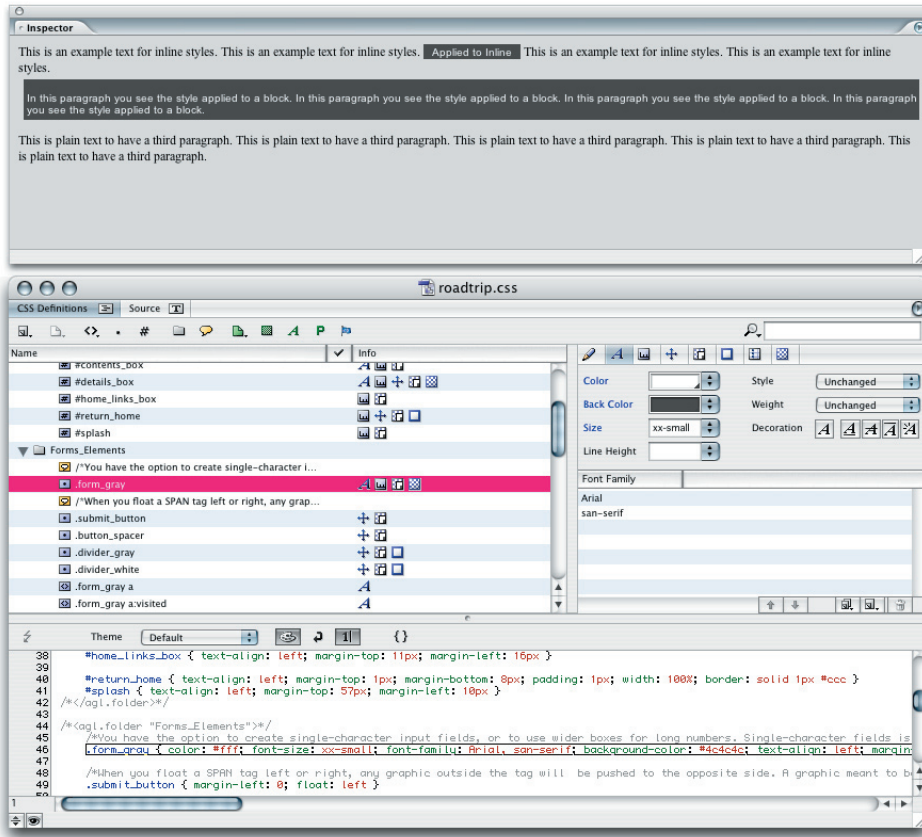 Inspector
This is an example text for inline styles. This is an example text for inline styles. Applied to Inline This is an example text for inline styles. This is an example text for inline
styles.
In this paragraph you see the style applied to a block. In this paragraph you see the style applied to a block. In this paragraph you see the style applied to a block. In this paragraph
you see the style applied to a block.
This is plain text to have a third paragraph. This is plain text to have a third paragraph. This is plain text to have a third paragraph. This is plain text to have a third paragraph. This
is plain text to have a third paragraph.
roadtrip.css
CSS Definitions Source T
<> . # A P
Name Info
#contents_box
#details_box
#home_links_box
#return_home
#splash
Forms_Elements
/*You have the option to create single-character i...
.form_gray
/*When you float a SPAN tag left or right, any grap...
.submit_button
.button_spacer
.divider_gray
.divider_white
.form_gray a
.form_gray a:visited
Color Style Unchanged
Back Color Weight Unchanged
Size xx-small Decoration A A A A A
Line Height
Font Family
Arial
san-serif
Theme Default 1 {}
38 #home_links_box { text-align: left; margin-top: 11px; margin-left: 16px }
39
40 #return_home { text-align: left; margin-top: 1px; margin-bottom: 8px; padding: 1px; width: 100%; border: solid 1px #ccc }
41 #splash { text-align: left; margin-top: 57px; margin-left: 10px }
42 /*</agl.folder>*/
43
44 /*<agl.folder "Forms_Elements">*/
45 /*You have the option to create single-character input fields, or to use wider boxes for long numbers. Single-character fields is
46 .form_gray { color: #fff; font-size: xx-small; font-family: Arial, san-serif; background-color: #4c4c4c; text-align: left; margin-
47
48 /*When you float a SPAN tag left or right, any graphic outside the tag will be pushed to the opposite side. A graphic meant to b
49 .submit_button { margin-left: 0; float: left }
1